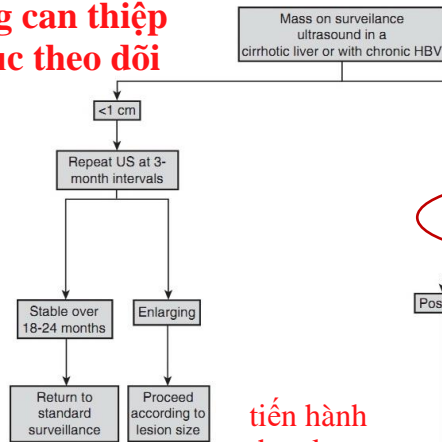 g can thiệp
ục theo dõi
Mass on surveilance
ultrasound in a
cirrhotic liver or with chronic HBV
<1 cm
Repeat US at 3-
month intervals
Stable over
18-24 months
Enlarging
Pos
Return to
standard
surveillance
Proceed
according to
lesion size
tiến hành